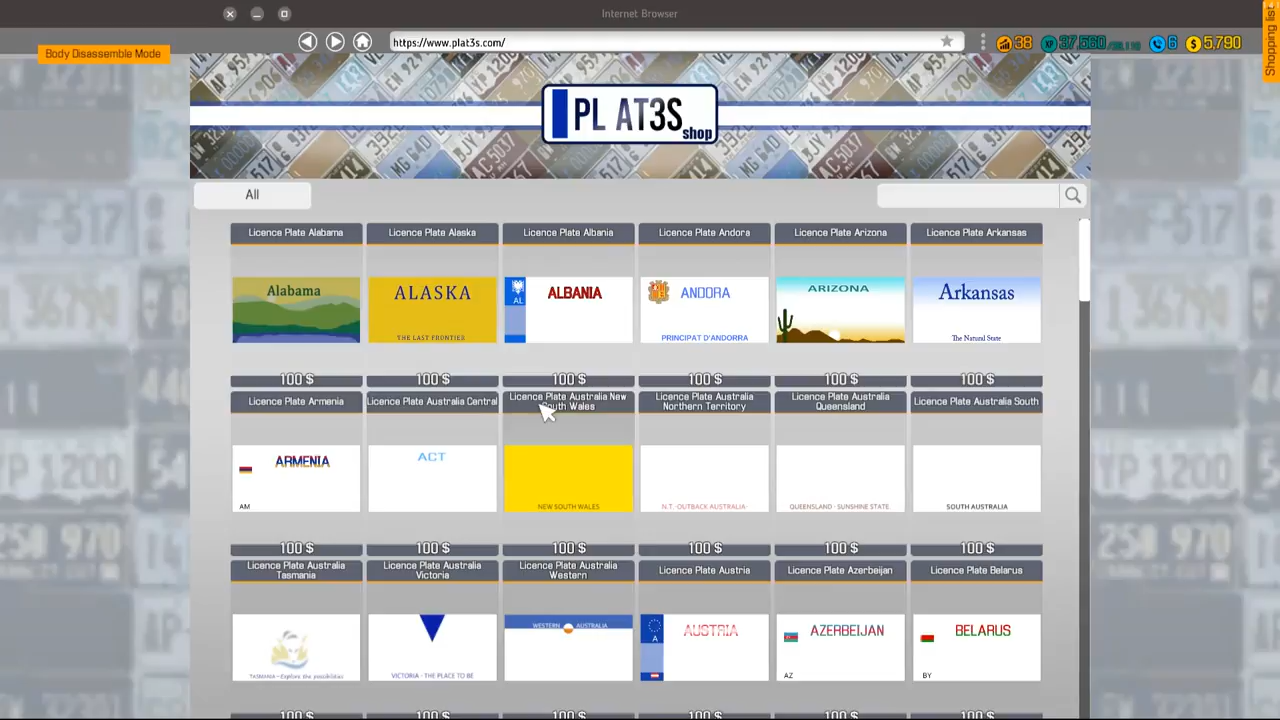 Internet Browser
Body Disassemble Mode
https://www.plat3s.com/
38
6
5,790
Shopping list
PL AT3S
shop
All
Licence Plate Alabama
Licence Plate Alaska
Licence Plate Albania
Licence Plate Andora
Licence Plate Arizona
Licence Plate Arkansas
Alabama
ALASKA
THE LAST FRONTIER
AL
ALBANIA
ANDORA
PRINCIPAT D'ANDORRA
ARIZONA
Arkansas
The Natural State
100 $
100 $
100 $
100 $
100 $
100 $
Licence Plate Armenia
Licence Plate Australia Central
Licence Plate Australia New
South Wales
Licence Plate Australia
Northern Territory
Licence Plate Australia
Queensland
Licence Plate Australia South
ARMENIA
AM
ACT
NEW SOUTH WALES
N.T. OUTBACK AUSTRALIA
QUEENSLAND - SUNSHINE STATE
SOUTH AUSTRALIA
100 $
100 $
100 $
100 $
100 $
100 $
Licence Plate Australia
Tasmania
Licence Plate Australia
Victoria
Licence Plate Australia
Western
Licence Plate Austria
Licence Plate Azerbeijan
Licence Plate Belarus
TASMANIA - Explore the possibilities
VICTORIA - THE PLACE TO BE
WESTERN AUSTRALIA
A
AUSTRIA
AZERBEIJAN
AZ
BELARUS
BY